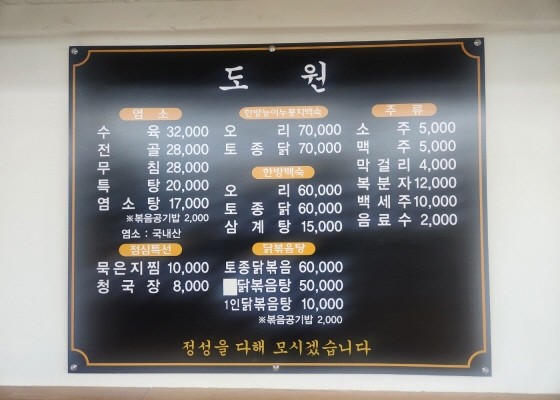 도원
염소
수육 32,000
전골 28,000
무침 28,000
특탕 20,000
염소탕 17,000
※볶음공기밥 2,000
염소 : 국내산
점심특선
묵은지찜 10,000
청국장 8,000
한방능이누룽지백숙
오리 70,000
토종닭 70,000
한방백숙
오리 60,000
토종닭 60,000
삼계탕 15,000
닭볶음탕
토종닭볶음 60,000
닭볶음탕 50,000
1인닭볶음탕 10,000
※볶음공기밥 2,000
주류
소주 5,000
맥주 5,000
막걸리 4,000
복분자 12,000
백세주 10,000
음료수 2,000
정성을 다해 모시겠습니다